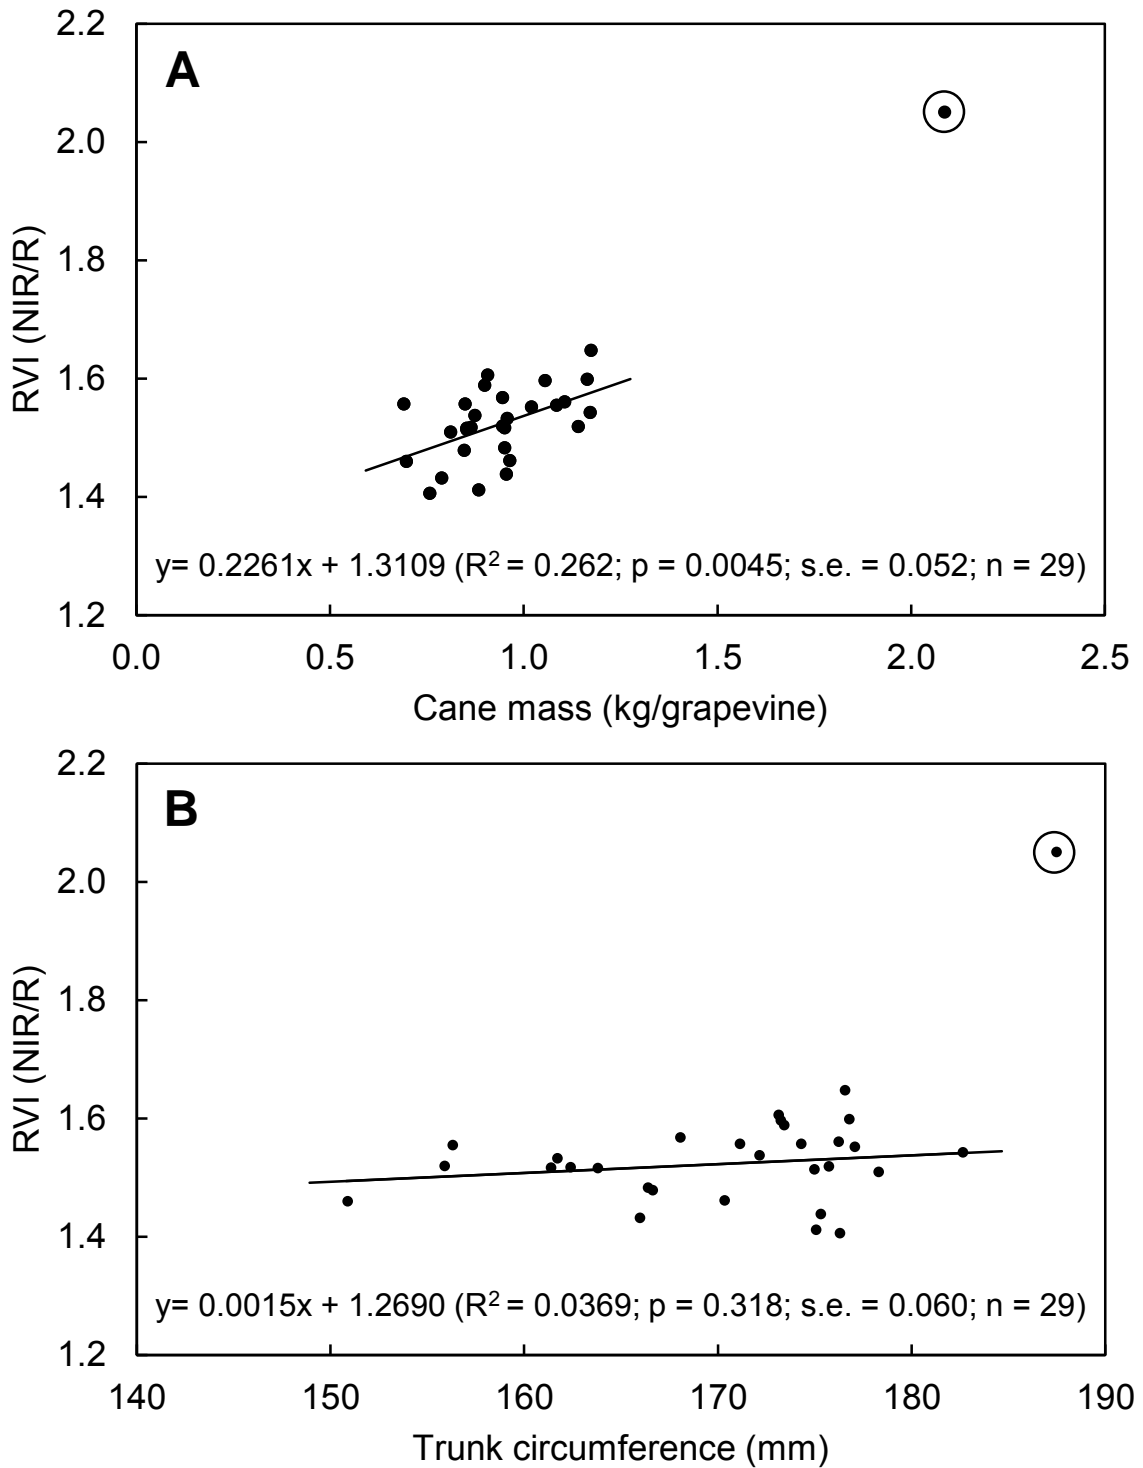 2.2
A
2.0
1.8
RVI (NIR/R)
1.6
1.4
y= 0.2261x + 1.3109 (R² = 0.262; p = 0.0045; s.e. = 0.052; n = 29)
1.2
0.0 0.5 1.0 1.5 2.0 2.5
Cane mass (kg/grapevine)
2.2
B
2.0
1.8
RVI (NIR/R)
1.6
1.4
y= 0.0015x + 1.2690 (R² = 0.0369; p = 0.318; s.e. = 0.060; n = 29)
1.2
140 150 160 170 180 190
Trunk circumference (mm)